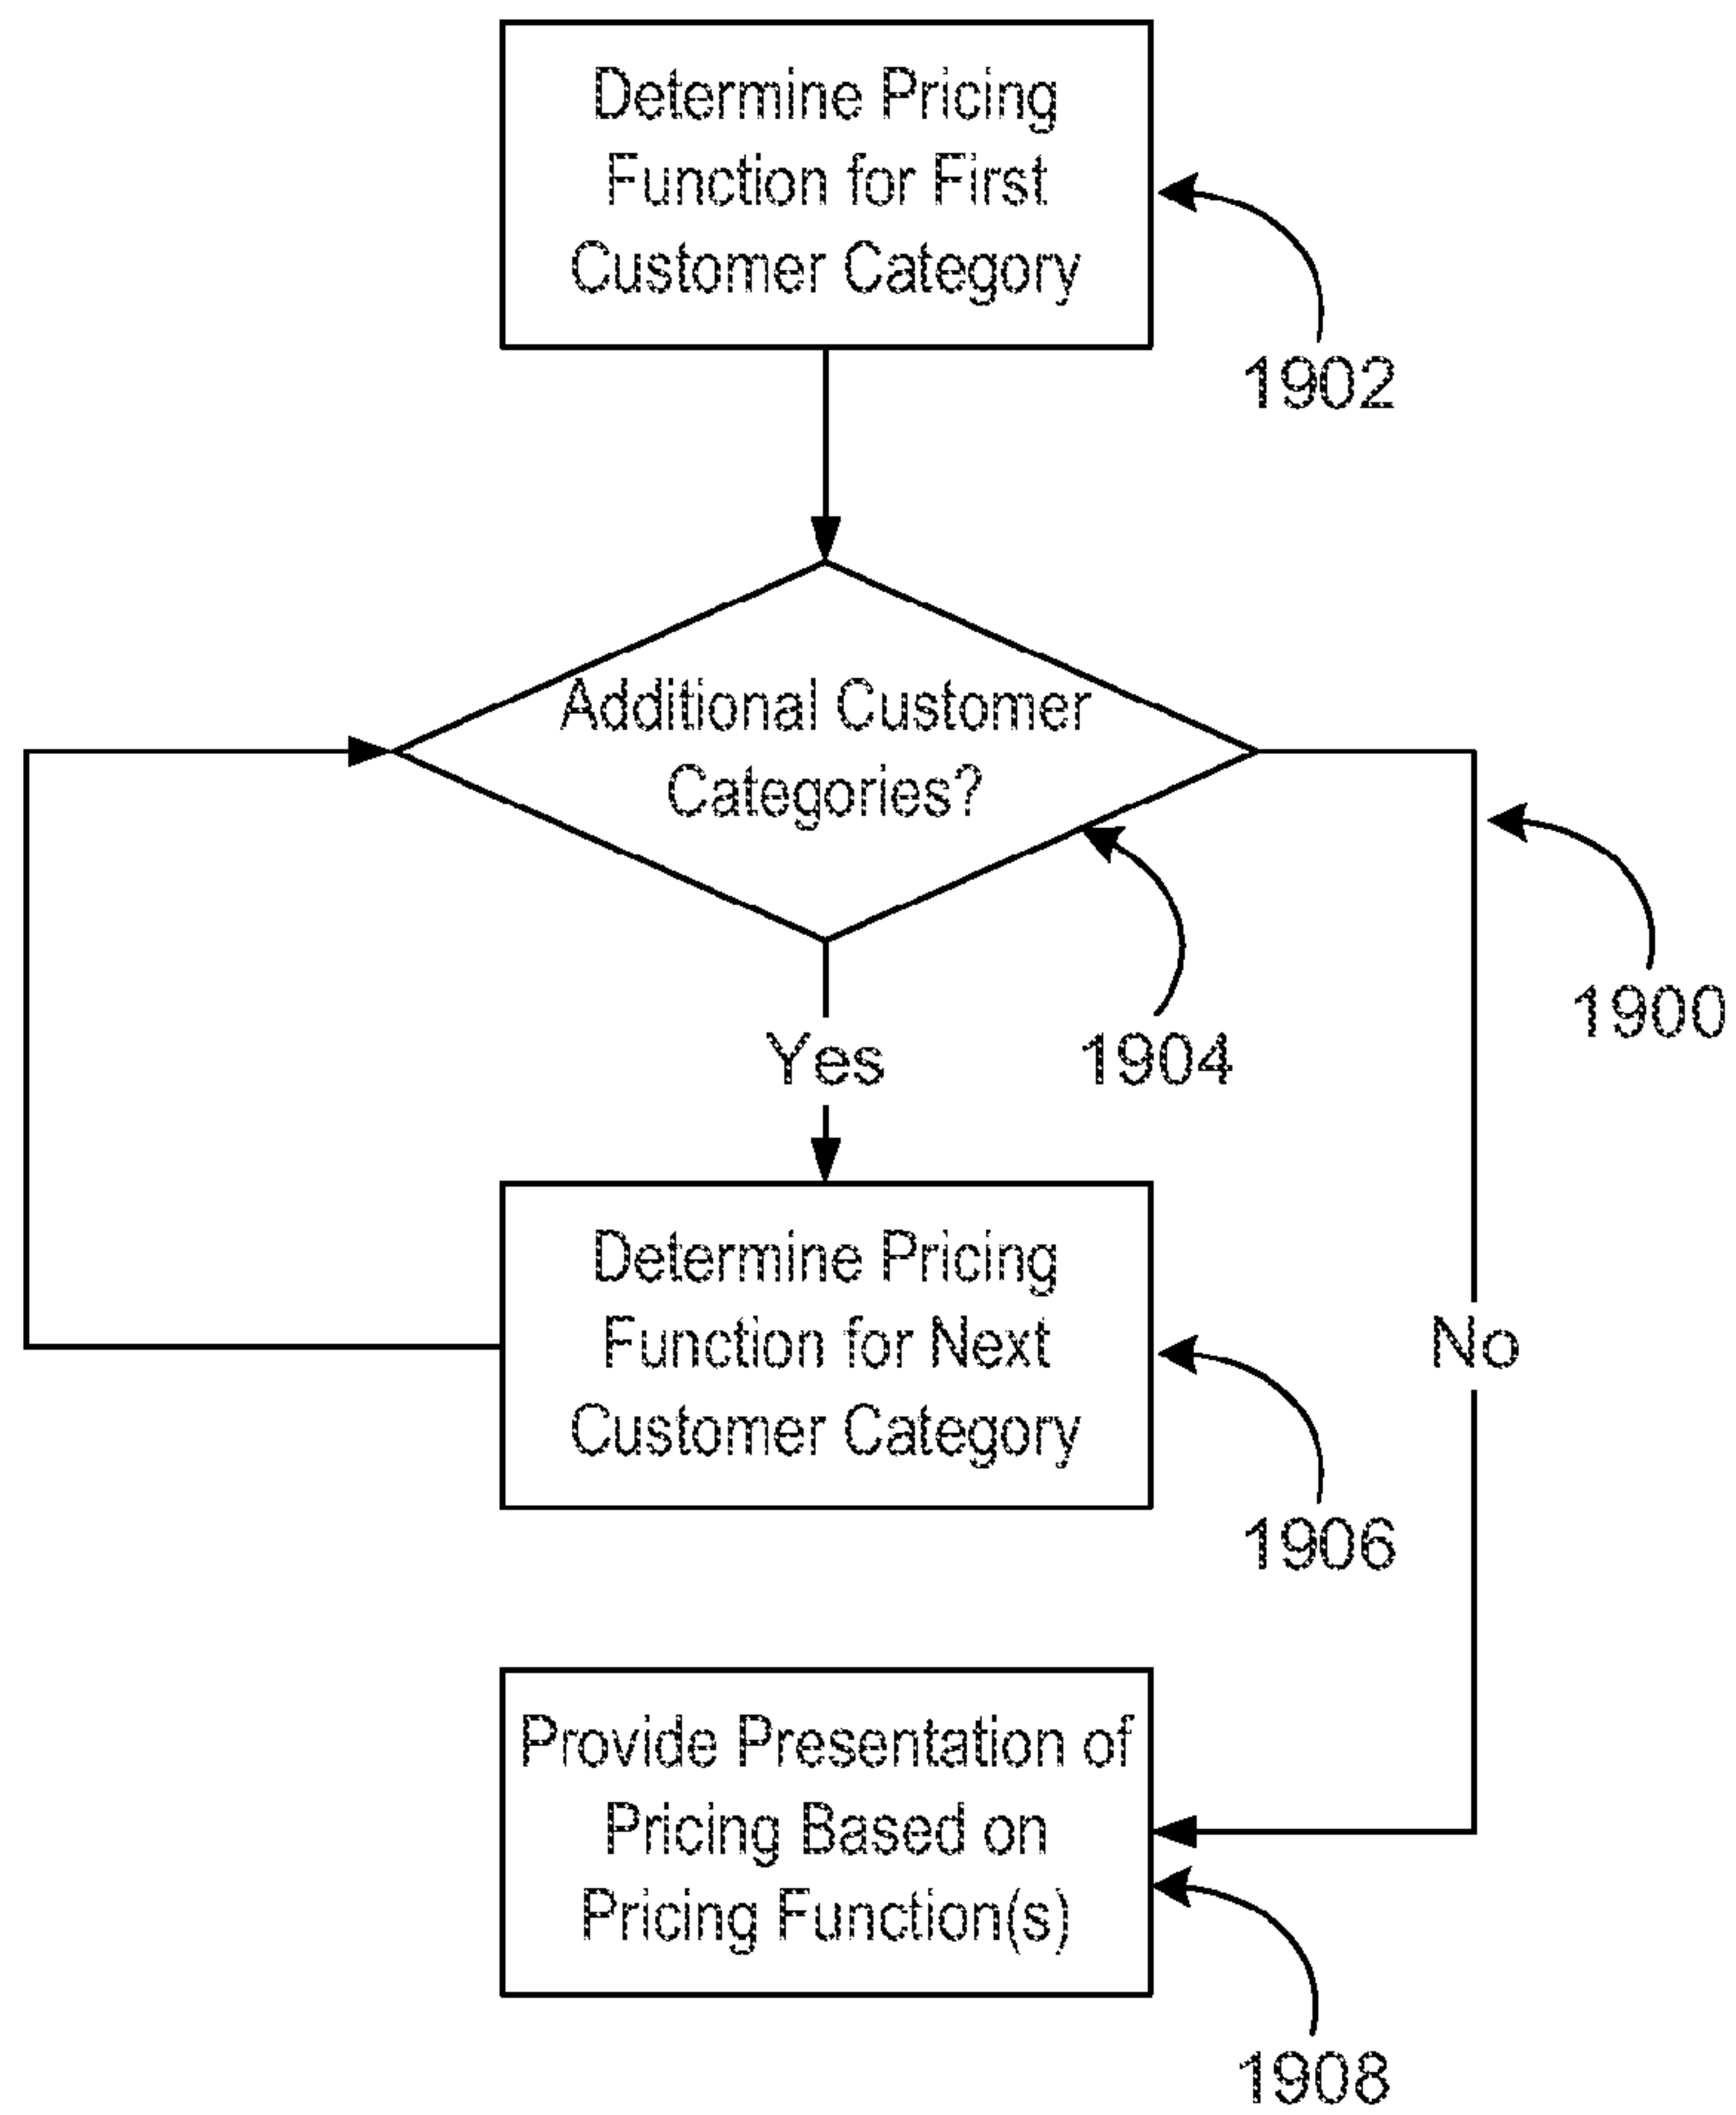 Determine Pricing
Function for First
Customer Category
1902
Additional Customer
Categories?
1900
Yes
1904
Determine Pricing
Function for Next
Customer Category
No
1906
Provide Presentation of
Pricing Based on
Pricing Function(s)
1908